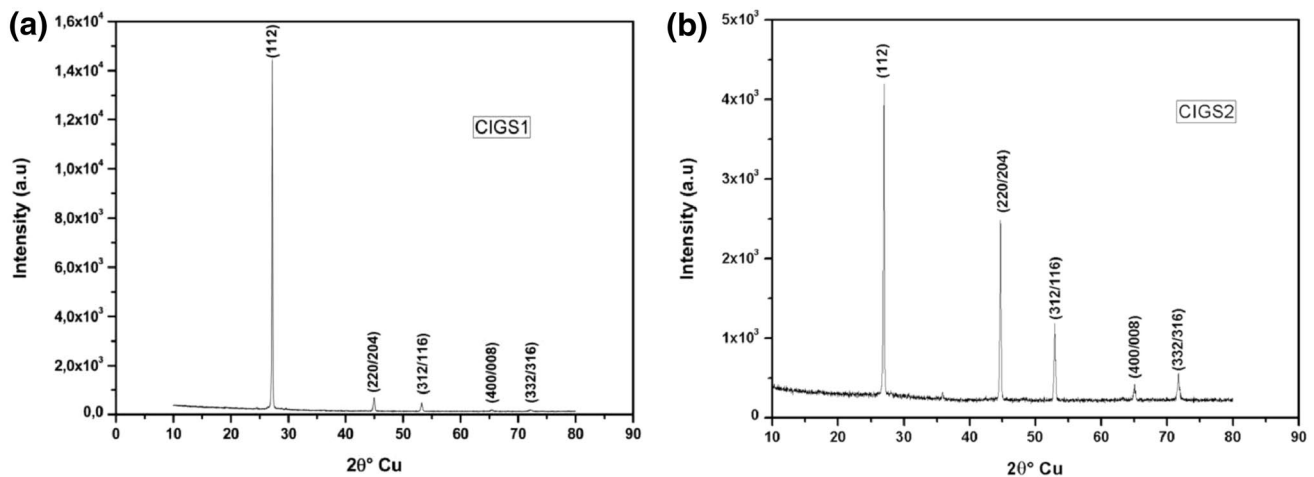 (a)
1,6x10⁴
1,4x10⁴
1,2x10⁴
1,0x10⁴
8,0x10³
6,0x10³
4,0x10³
2,0x10³
0,0
Intensity (a.u)
(112)
CIGS1
(220/204)
(312/116)
(400/008)
(332/316)
0 10 20 30 40 50 60 70 80 90
2θ° Cu
(b)
5x10³
4x10³
3x10³
2x10³
1x10³
0
Intensity (a.u)
(112)
CIGS2
(220/204)
(312/116)
(400/008)
(332/316)
10 20 30 40 50 60 70 80 90
2θ° Cu